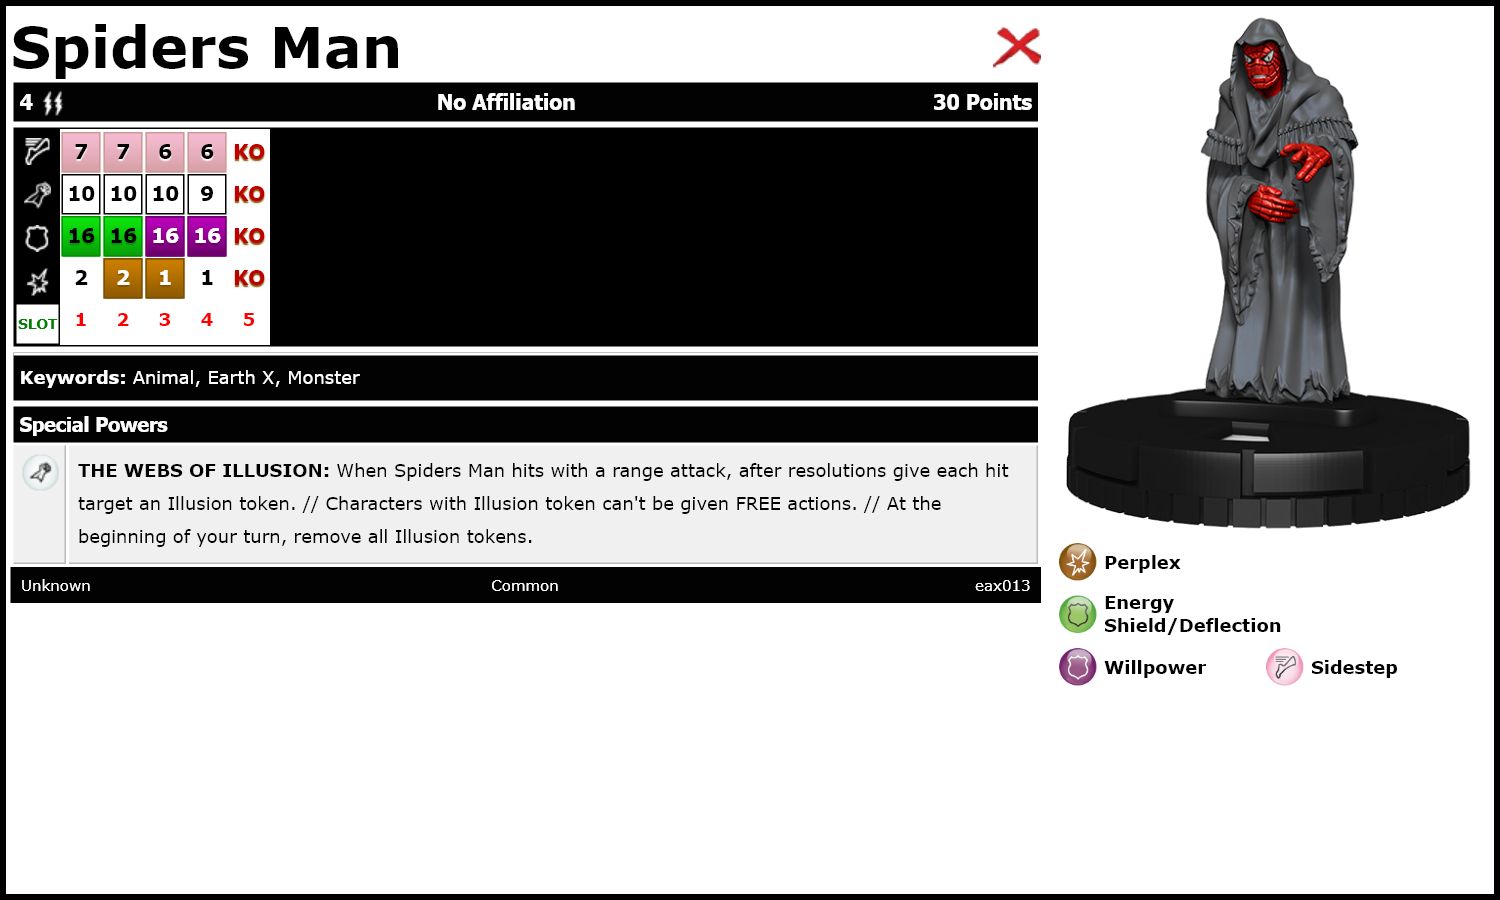 Spiders Man
4 No Affiliation 30 Points
7 7 6 6 KO
10 10 10 9 KO
16 16 16 16 KO
2 2 1 1 KO
SLOT 1 2 3 4 5
Keywords: Animal, Earth X, Monster
Special Powers
THE WEBS OF ILLUSION: When Spiders Man hits with a range attack, after resolutions give each hit
target an Illusion token. // Characters with Illusion token can't be given FREE actions. // At the
beginning of your turn, remove all Illusion tokens.
Unknown Common eax013
Perplex
Energy
Shield/Deflection
Willpower Sidestep